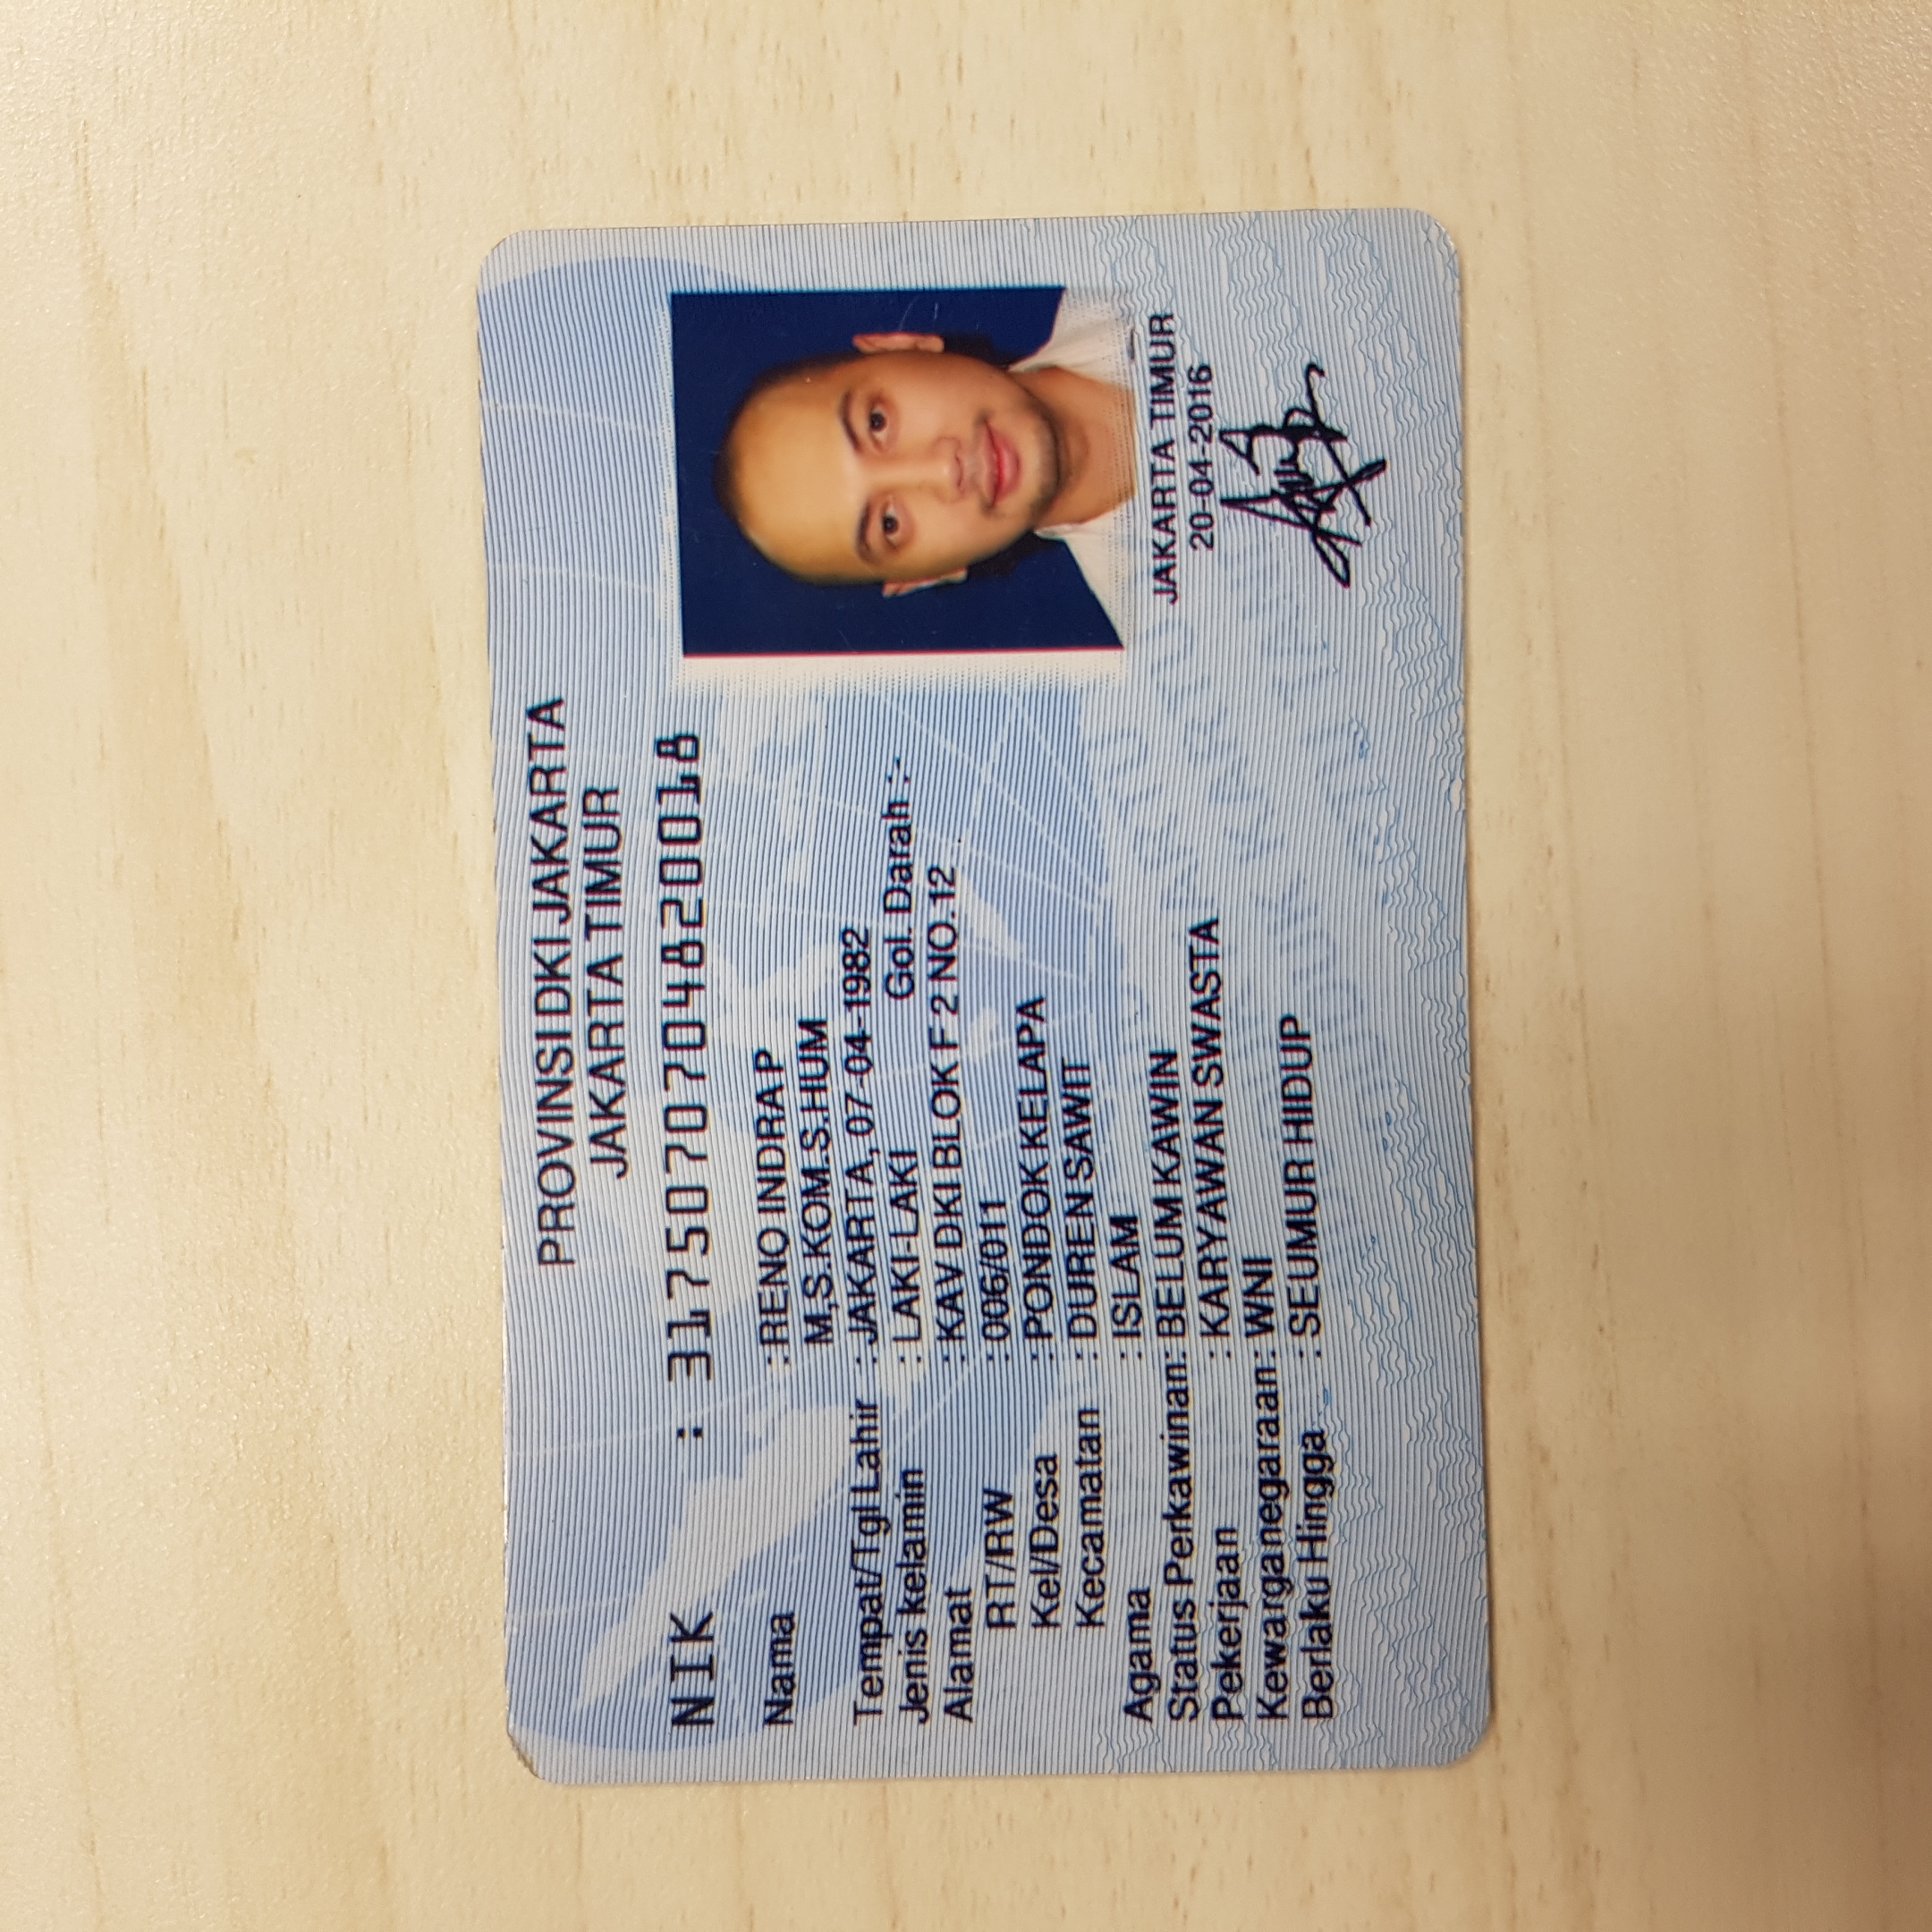 PROVINSI DKI JAKARTA
JAKARTA TIMUR
NIK : 3175070704820018
Nama : RENO INDRA P
M,S.KOM.S.HUM
Tempat/Tgl Lahir : JAKARTA, 07-04-1982
Jenis kelamin : LAKI-LAKI Gol. Darah :-
Alamat : KAV DKI BLOK F 2 NO.12
RT/RW : 006/011
Kel/Desa : PONDOK KELAPA
Kecamatan : DUREN SAWIT
Agama : ISLAM
Status Perkawinan: BELUM KAWIN
Pekerjaan : KARYAWAN SWASTA
Kewarganegaraan: WNI
Berlaku Hingga : SEUMUR HIDUP
JAKARTA TIMUR
20-04-2016